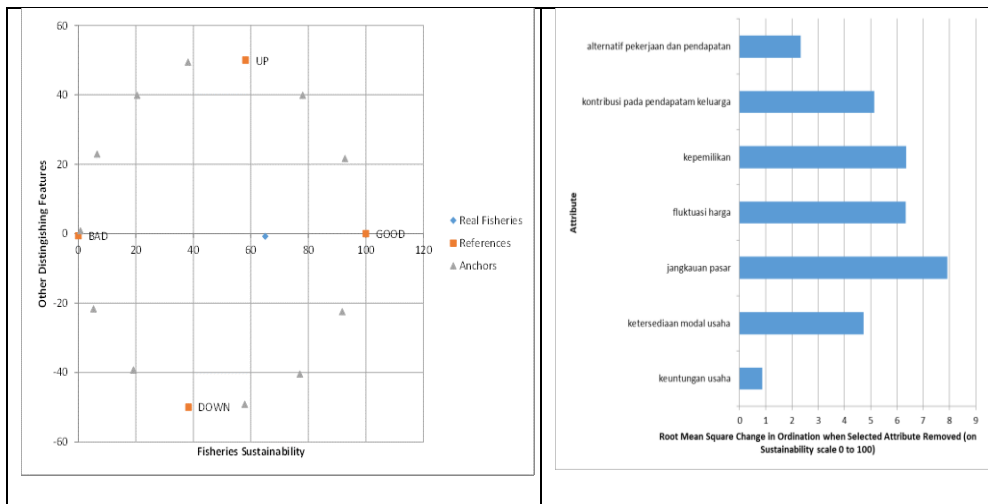 60
40
20
0
-20
-40
-60
0
20
40
60
80
100
120
UP
BAD
GOOD
DOWN
Other Distingishing Features
Fisheries Sustainability
Real Fisheries
References
Anchors
alternatif pekerjaan dan pendapatan
kontribusi pada pendapatam keluarga
kepemilikan
fluktuasi harga
jangkauan pasar
ketersediaan modal usaha
keuntungan usaha
Attribute
0 1 2 3 4 5 6 7 8 9
Root Mean Square Change in Ordination when Selected Attribute Removed (on
Sustainability scale 0 to 100)